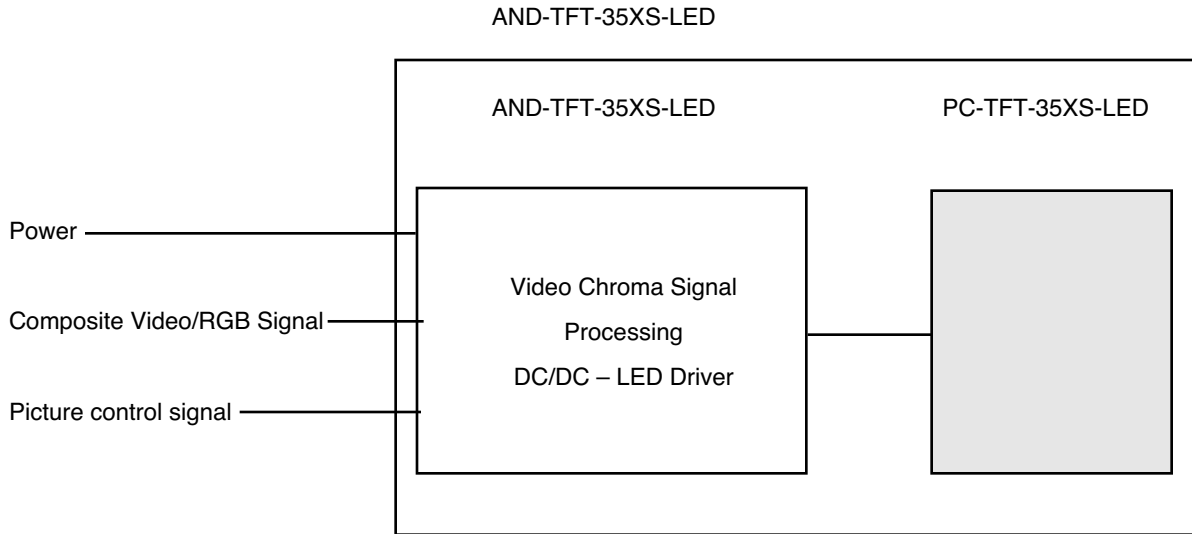 AND-TFT-35XS-LED
AND-TFT-35XS-LED
PC-TFT-35XS-LED
Power
Composite Video/RGB Signal
Picture control signal
Video Chroma Signal
Processing
DC/DC – LED Driver